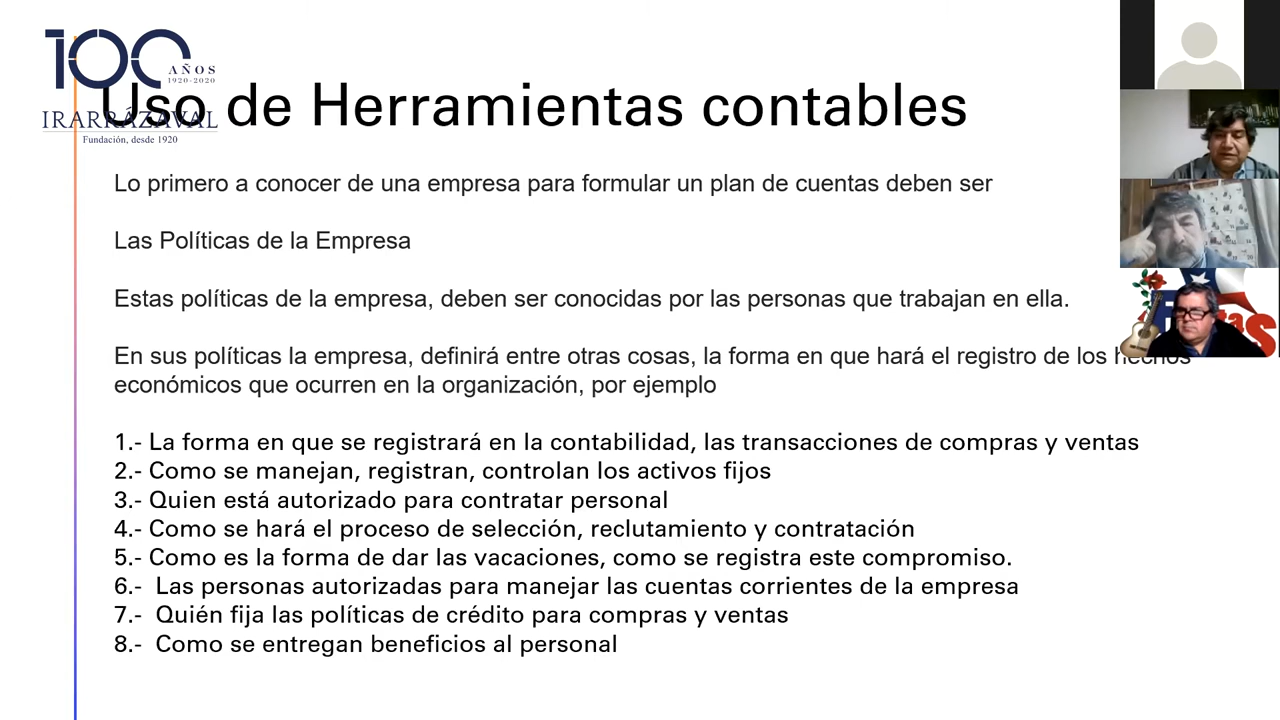 100
AÑOS
1920-2020
IRARRÁZAVAL
Fundación, desde 1920
Uso de Herramientas contables
Lo primero a conocer de una empresa para formular un plan de cuentas deben ser
Las Políticas de la Empresa
Estas políticas de la empresa, deben ser conocidas por las personas que trabajan en ella.
En sus políticas la empresa, definirá entre otras cosas, la forma en que hará el registro de los hechos
económicos que ocurren en la organización, por ejemplo
1.- La forma en que se registrará en la contabilidad, las transacciones de compras y ventas
2.- Como se manejan, registran, controlan los activos fijos
3.- Quien está autorizado para contratar personal
4.- Como se hará el proceso de selección, reclutamiento y contratación
5.- Como es la forma de dar las vacaciones, como se registra este compromiso.
6.-  Las personas autorizadas para manejar las cuentas corrientes de la empresa
7.-  Quién fija las políticas de crédito para compras y ventas
8.-  Como se entregan beneficios al personal